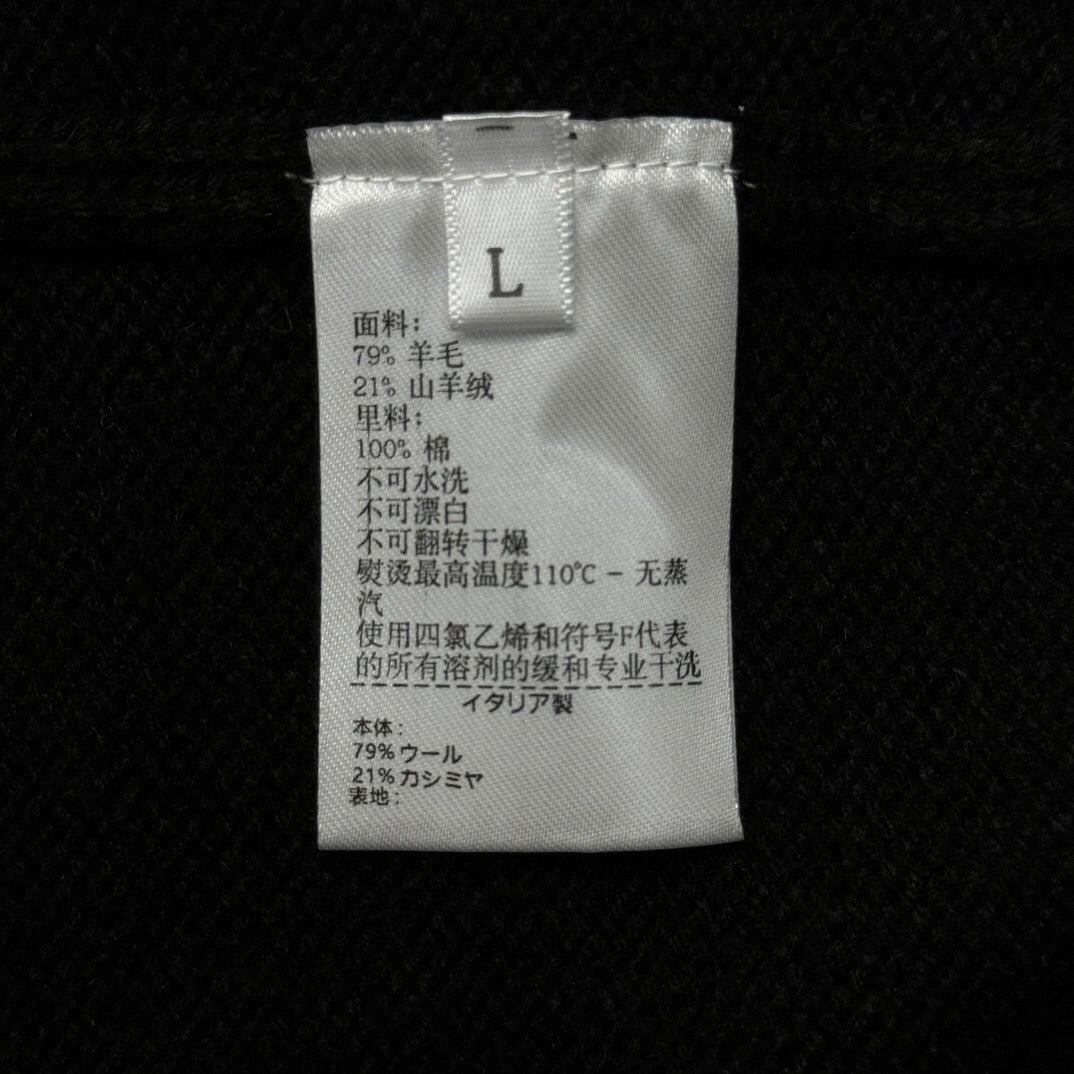 L
面料:
79% 羊毛
21% 山羊绒
里料:
100% 棉
不可水洗
不可漂白
不可翻转干燥
熨烫最高温度110℃ - 无蒸
汽
使用四氯乙烯和符号F代表
的所有溶剂的缓和专业干洗
イタリア製
本体:
79%ウール
21%カシミヤ
表地: